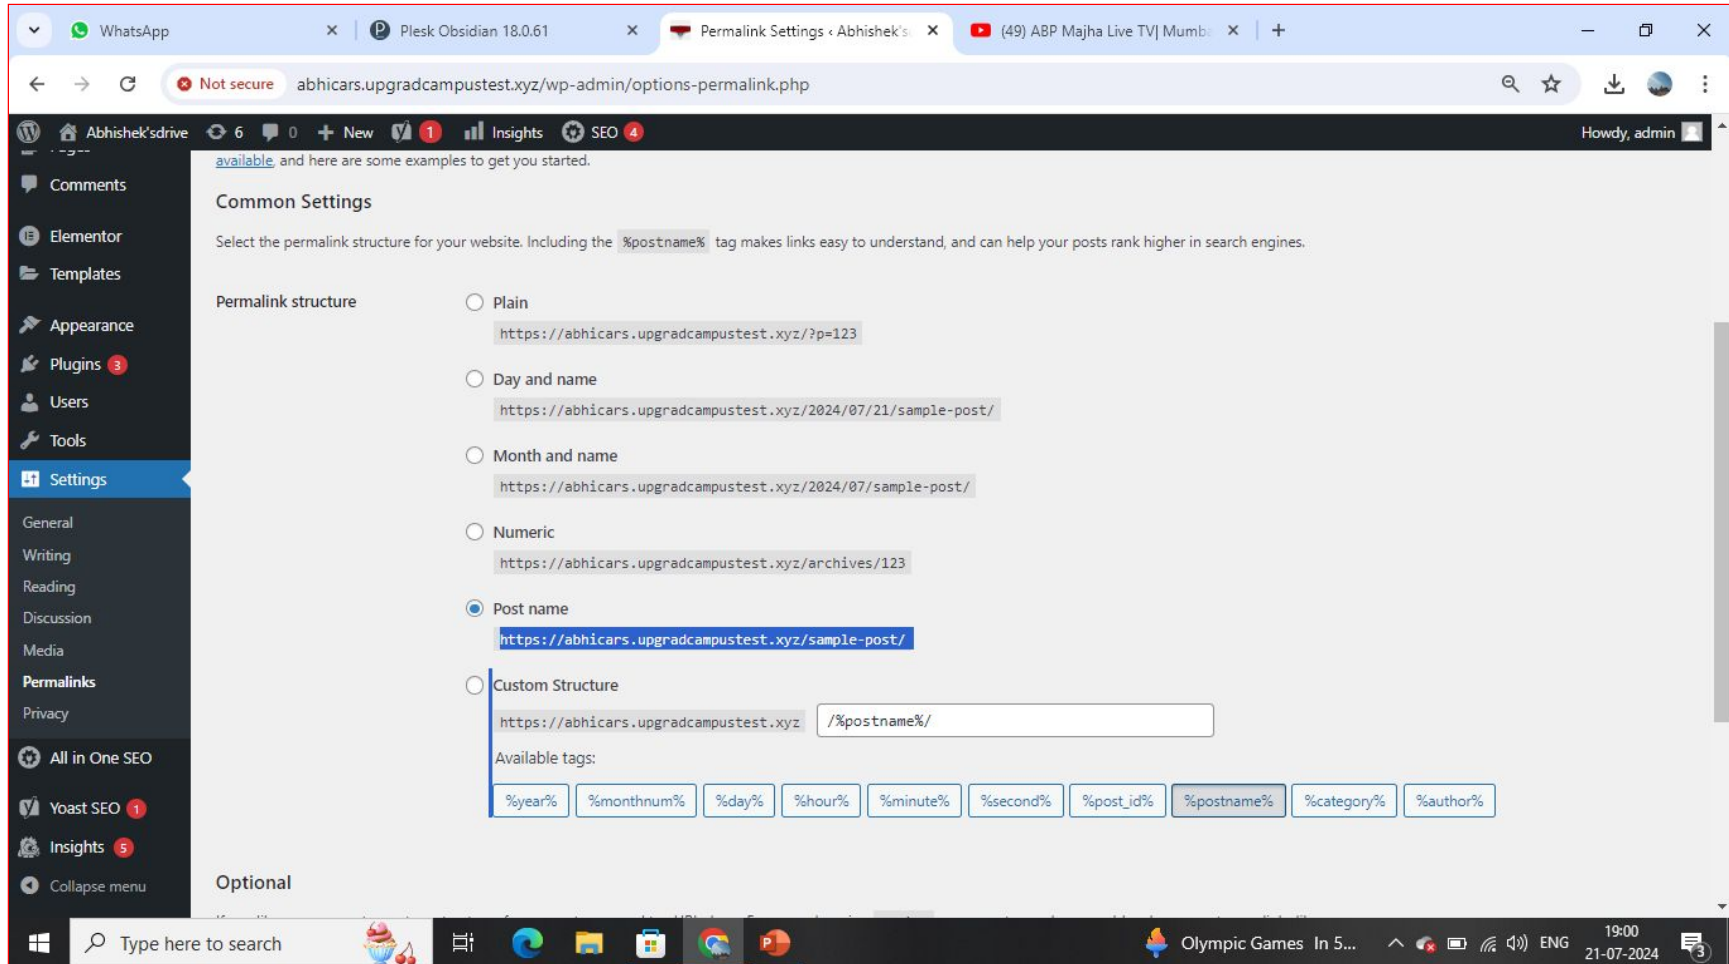 WhatsApp
Plesk Obsidian 18.0.61
Permalink Settings ‹ Abhishek's
(49) ABP Majha Live TV| Mumb
Not secure abhicars.upgradcampustest.xyz/wp-admin/options-permalink.php
Abhishek'sdrive 6 0 + New 1 Insights SEO 4 Howdy, admin
available, and here are some examples to get you started.
Comments
Elementor
Templates
Appearance
Plugins 3
Users
Tools
Settings
General
Writing
Reading
Discussion
Media
Permalinks
Privacy
All in One SEO
Yoast SEO 1
Insights 5
Collapse menu
Common Settings
Select the permalink structure for your website. Including the %postname% tag makes links easy to understand, and can help your posts rank higher in search engines.
Permalink structure
Plain
https://abhicars.upgradcampustest.xyz/?p=123
Day and name
https://abhicars.upgradcampustest.xyz/2024/07/21/sample-post/
Month and name
https://abhicars.upgradcampustest.xyz/2024/07/sample-post/
Numeric
https://abhicars.upgradcampustest.xyz/archives/123
Post name
https://abhicars.upgradcampustest.xyz/sample-post/
Custom Structure
https://abhicars.upgradcampustest.xyz /%postname%/
Available tags:
%year% %monthnum% %day% %hour% %minute% %second% %post_id% %postname% %category% %author%
Optional
Type here to search
Olympic Games In 5...
ENG
19:00
21-07-2024
3